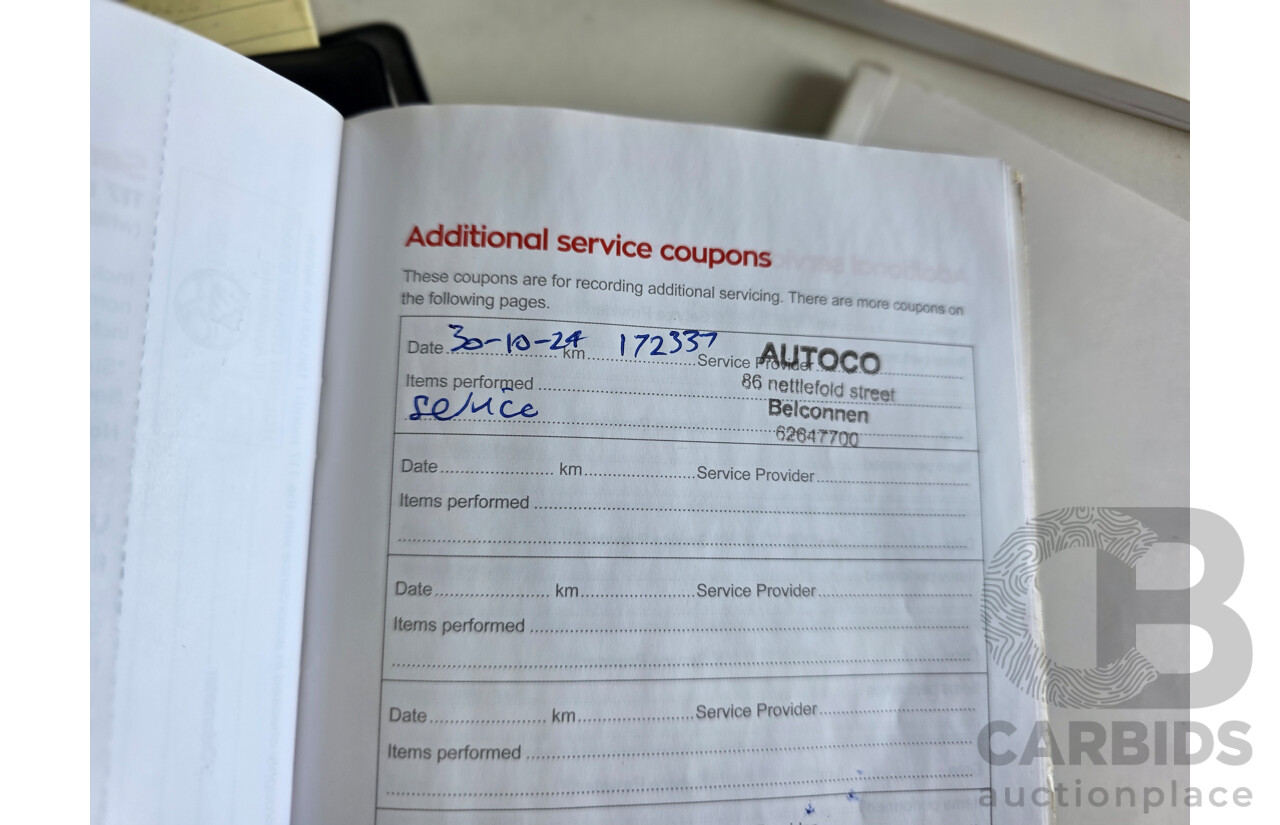 Additional service coupons
These coupons are for recording additional servicing. There are more coupons on
the following pages.
Date 30-10-24 km 172337 Service Provider AUTOCO
Items performed 86 nettlefold street
service Belconnen
62647700
Date.................... km.....................Service Provider
Items performed
Date.................... km.....................Service Provider
Items performed
Date.................... km.....................Service Provider
Items performed
CB
CARBIDS
auctionplace